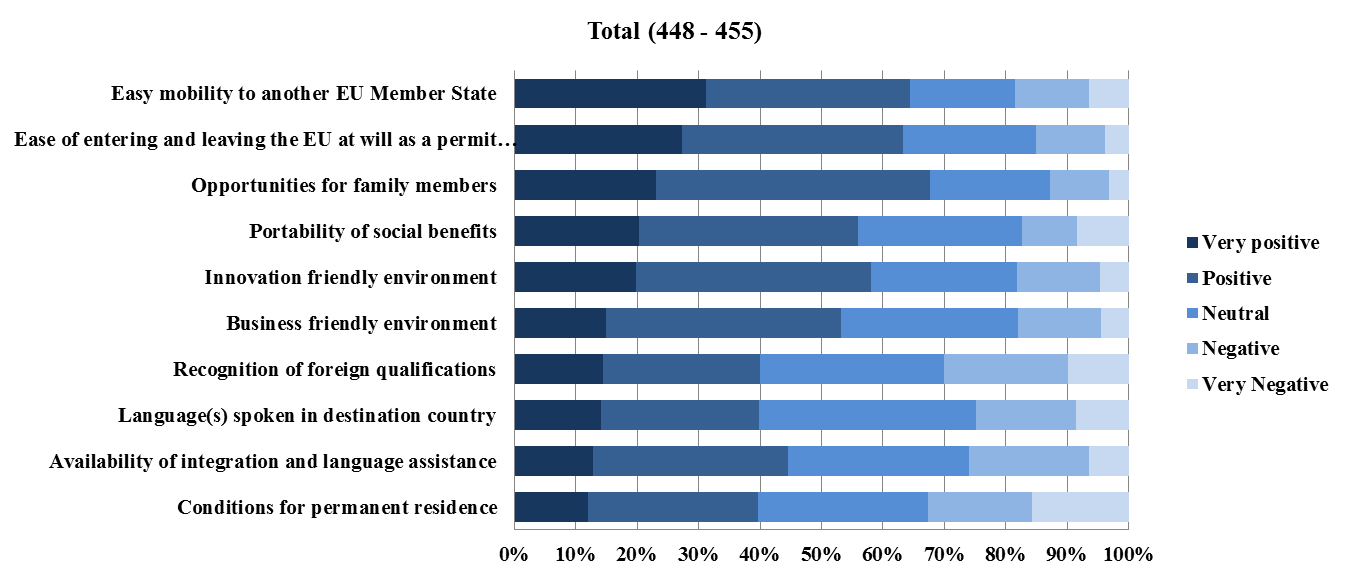 Total (448 - 455)
Easy mobility to another EU Member State
Ease of entering and leaving the EU at will as a permit…
Opportunities for family members
Portability of social benefits
Innovation friendly environment
Business friendly environment
Recognition of foreign qualifications
Language(s) spoken in destination country
Availability of integration and language assistance
Conditions for permanent residence
0% 10% 20% 30% 40% 50% 60% 70% 80% 90% 100%
Very positive
Positive
Neutral
Negative
Very Negative